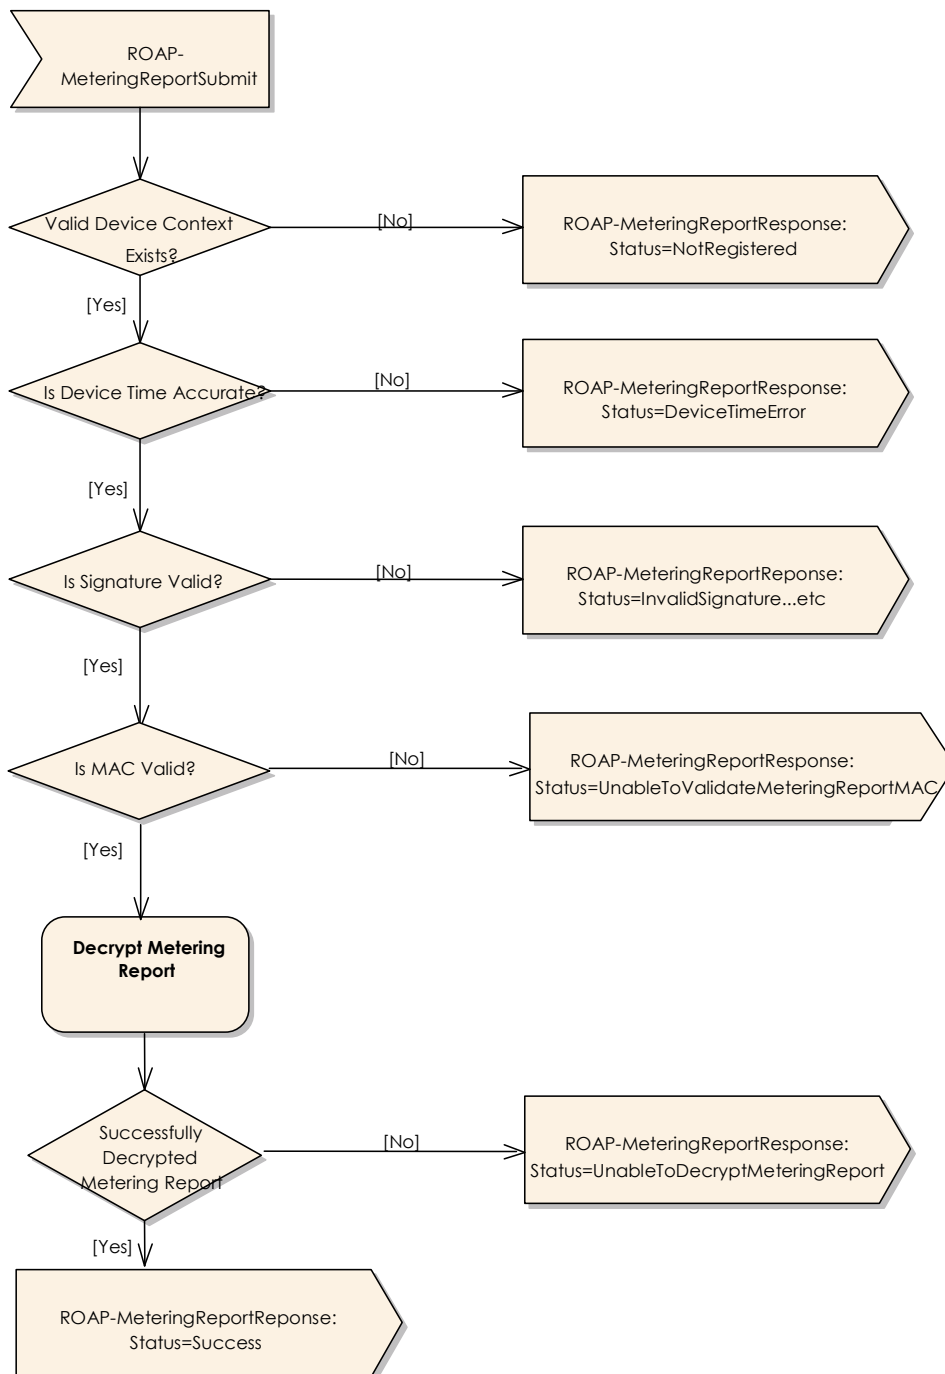 ROAP-
MeteringReportSubmit
Valid Device Context
Exists?
[No]
ROAP-MeteringReportResponse:
Status=NotRegistered
[Yes]
Is Device Time Accurate?
[No]
ROAP-MeteringReportResponse:
Status=DeviceTimeError
[Yes]
Is Signature Valid?
[No]
ROAP-MeteringReportReponse:
Status=InvalidSignature...etc
[Yes]
Is MAC Valid?
[No]
ROAP-MeteringReportResponse:
Status=UnableToValidateMeteringReportMAC
[Yes]
Decrypt Metering
Report
Successfully
Decrypted
Metering Report
[No]
ROAP-MeteringReportResponse:
Status=UnableToDecryptMeteringReport
[Yes]
ROAP-MeteringReportReponse:
Status=Success